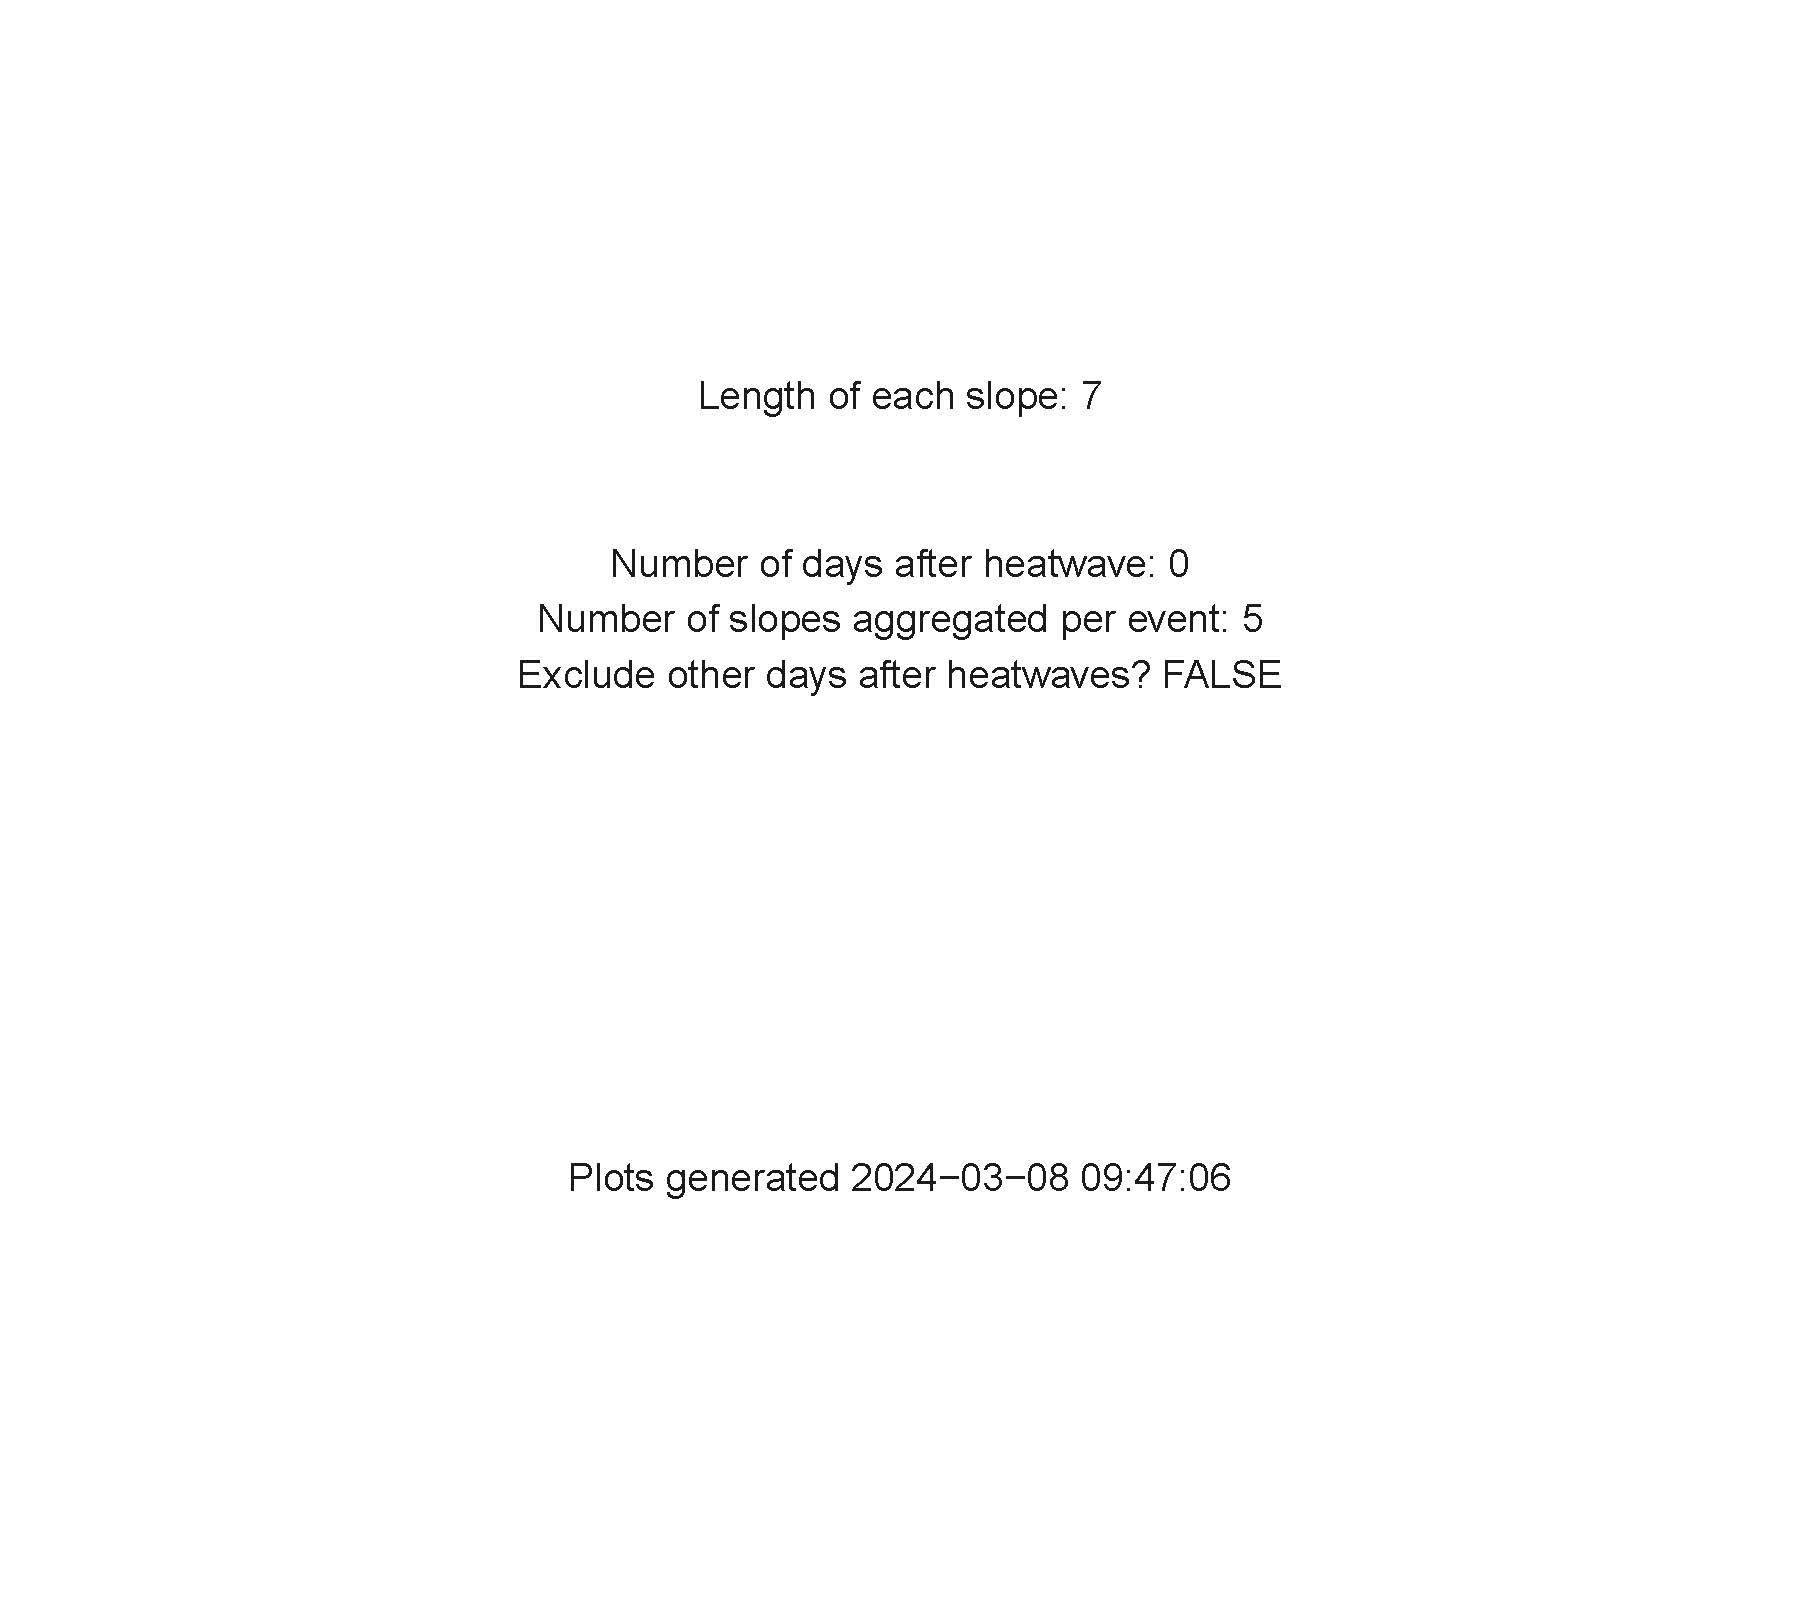 Length of each slope: 7
Number of days after heatwave: 0
Number of slopes aggregated per event: 5
Exclude other days after heatwaves? FALSE
Plots generated 2024−03−08 09:47:06